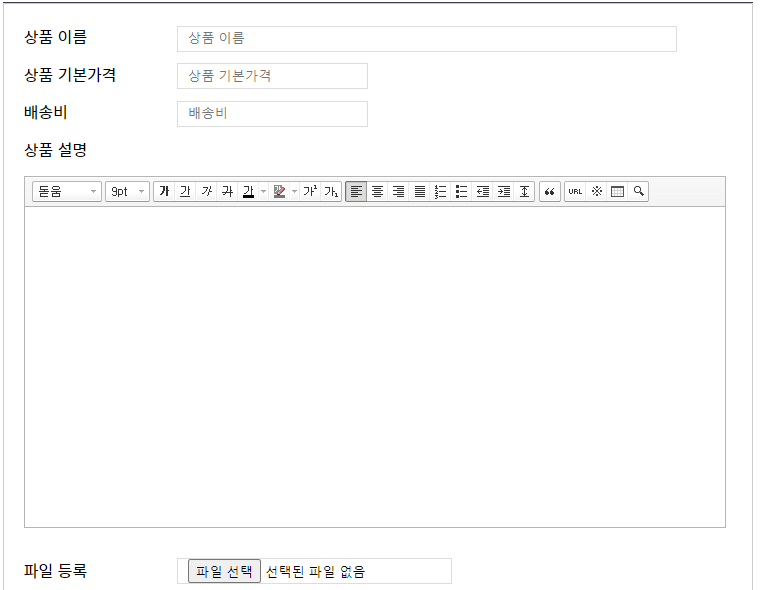 상품 이름 상품 이름
상품 기본가격 상품 기본가격
배송비 배송비
상품 설명
돋움 9pt 가 가 가 가 가 가¹ 가₁ URL ※
파일 등록 파일 선택 선택된 파일 없음